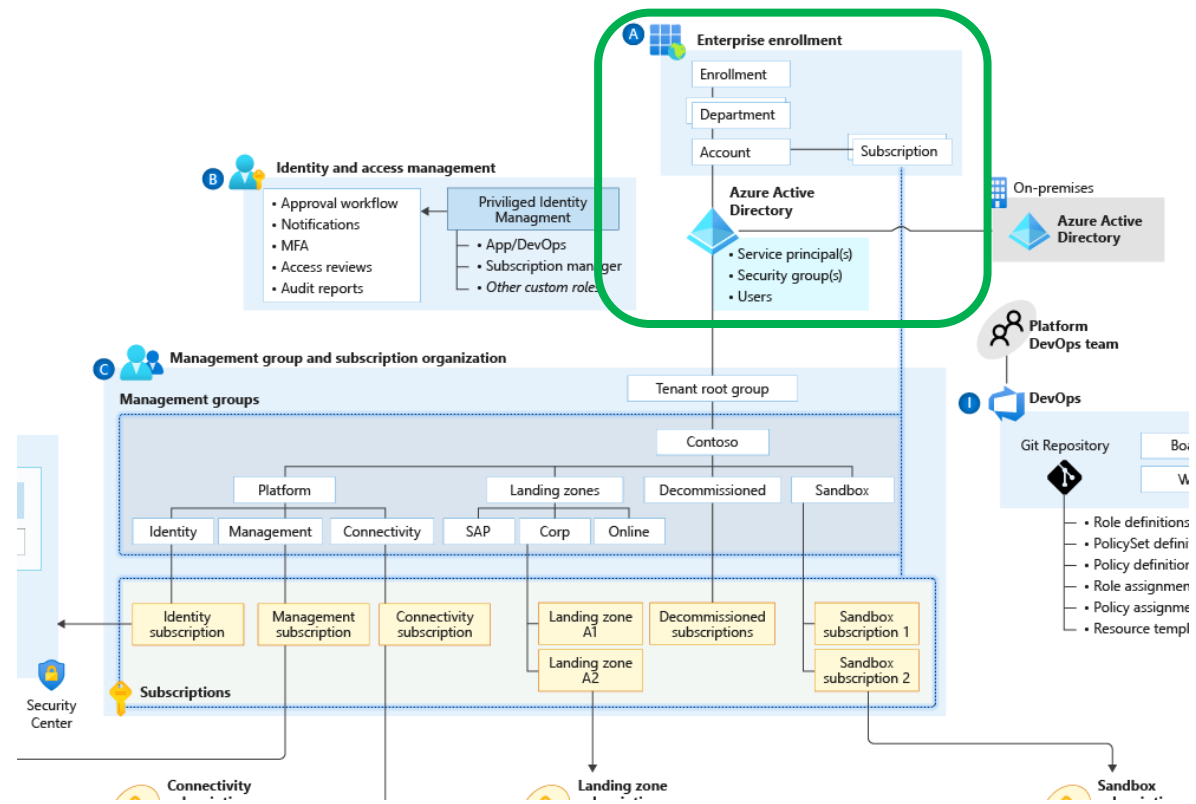 A
Enterprise enrollment
Enrollment
Department
Account
Subscription
B
Identity and access management
• Approval workflow
• Notifications
• MFA
• Access reviews
• Audit reports
Priviliged Identity
Managment
• App/DevOps
• Subscription manager
• Other custom roles
Azure Active
Directory
• Service principal(s)
• Security group(s)
• Users
On-premises
Azure Active
Directory
Platform
DevOps team
C
Management group and subscription organization
Management groups
Tenant root group
Contoso
Platform
Landing zones
Decommissioned
Sandbox
Identity
Management
Connectivity
SAP
Corp
Online
Identity
subscription
Management
subscription
Connectivity
subscription
Landing zone
A1
Decommissioned
subscriptions
Sandbox
subscription 1
Landing zone
A2
Sandbox
subscription 2
Subscriptions
Security
Center
I
DevOps
Git Repository
• Role definitions
• PolicySet
• Policy
• Role
• Policy
• Resource
Connectivity
Landing zone
Sandbox